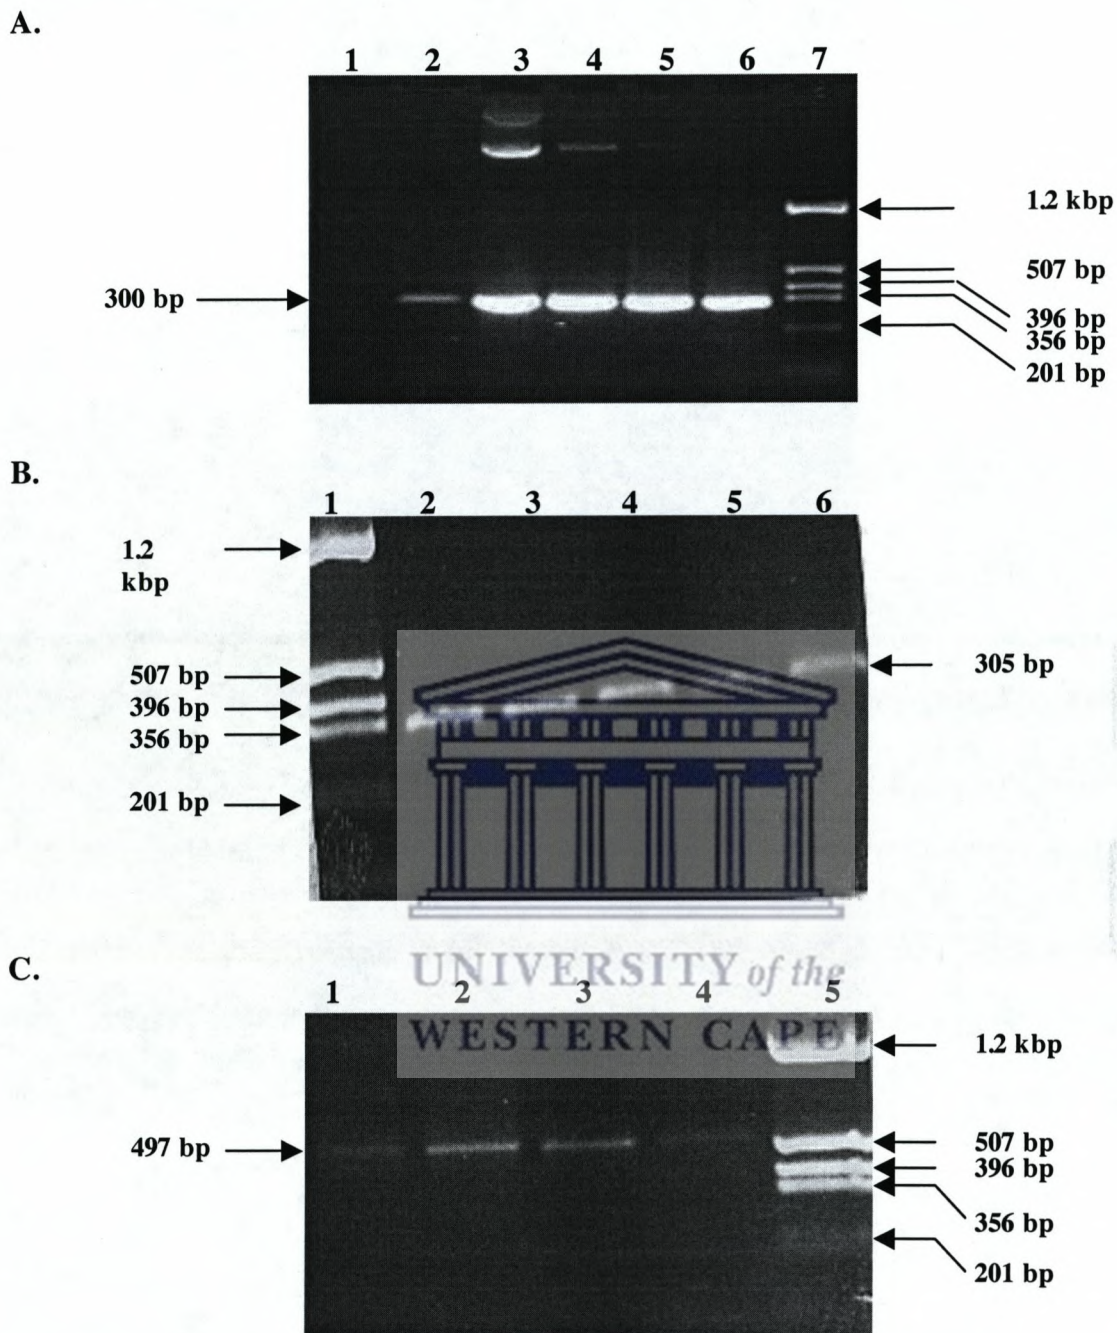 A.
1 2 3 4 5 6 7
1.2 kbp
507 bp
300 bp
396 bp
356 bp
201 bp
B.
1 2 3 4 5 6
1.2
kbp
507 bp
305 bp
396 bp
356 bp
201 bp
C.
UNIVERSITY of the
1 2 3 4 5
WESTERN CAPE
1.2 kbp
497 bp
507 bp
396 bp
356 bp
201 bp